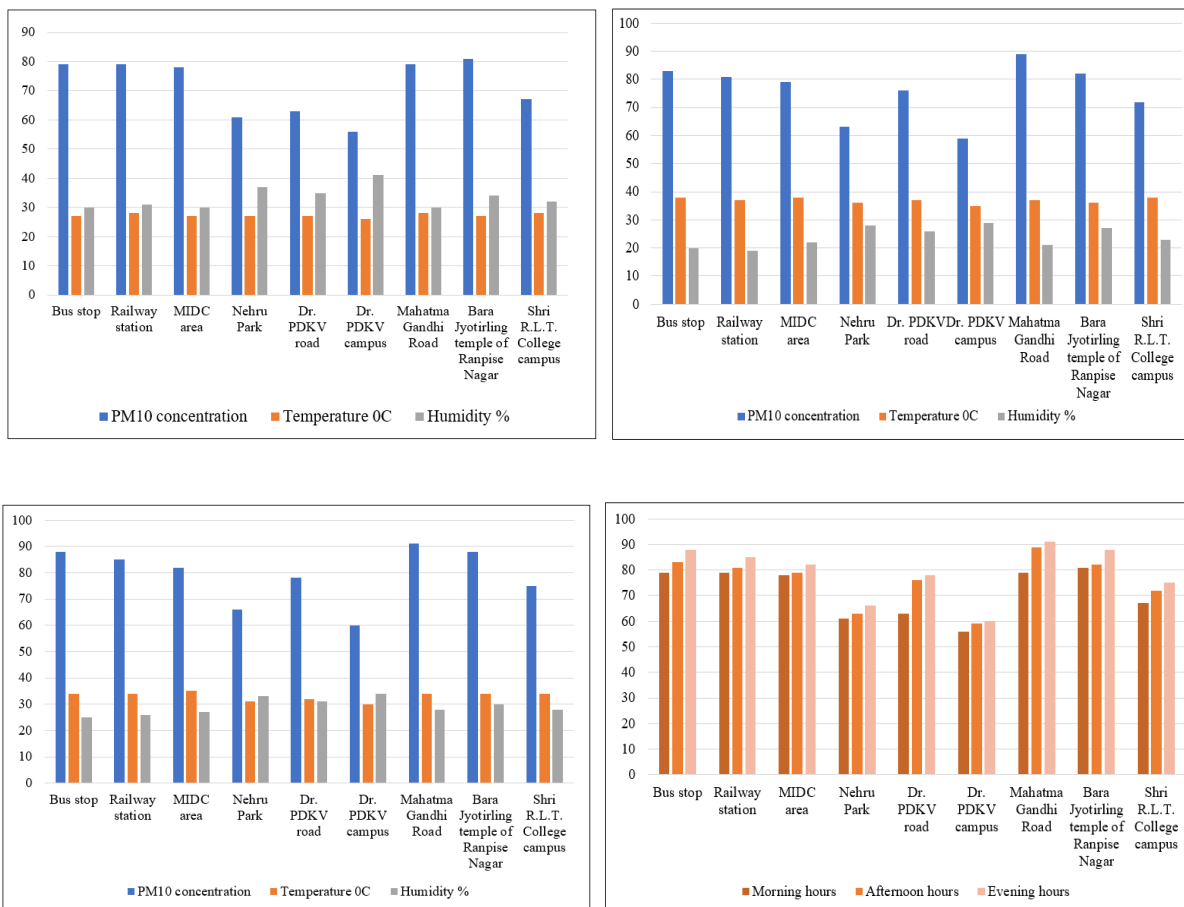 90
80
70
60
50
40
30
20
10
0
Bus stop Railway MIDC Nehru Dr. Dr. Mahatma Bara Shri
station area Park PDKV PDKV Gandhi Jyotirling R.L.T.
road campus Road temple of College
Ranpise campus
Nagar
PM10 concentration Temperature 0C Humidity %
100
90
80
70
60
50
40
30
20
10
0
Bus stop Railway MIDC Nehru Dr. PDKV Dr. PDKV Mahatma Bara Shri
station area Park road campus Gandhi Jyotirling R.L.T.
Road temple of College
Ranpise campus
Nagar
PM10 concentration Temperature 0C Humidity %
100
90
80
70
60
50
40
30
20
10
0
Bus stop Railway MIDC Nehru Dr. Dr. Mahatma Bara Shri
station area Park PDKV PDKV Gandhi Jyotirling R.L.T.
road campus Road temple of College
Ranpise campus
Nagar
PM10 concentration Temperature 0C Humidity %
100
90
80
70
60
50
40
30
20
10
0
Bus stop Railway MIDC Nehru Dr. Dr. Mahatma Bara Shri
station area Park PDKV PDKV Gandhi Jyotirling R.L.T.
road campus Road temple of College
Ranpise campus
Nagar
Morning hours Afternoon hours Evening hours